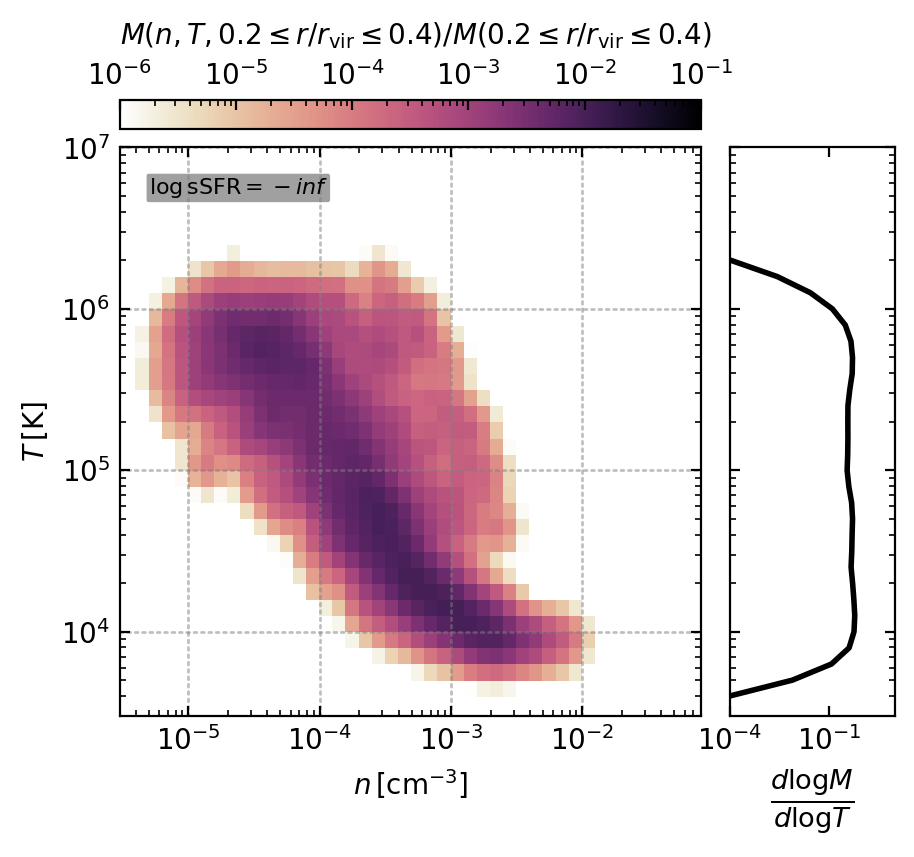 M(n, T, 0.2 ≤ r/r_vir ≤ 0.4)/M(0.2 ≤ r/r_vir ≤ 0.4)
10^−6 10^−5 10^−4 10^−3 10^−2 10^−1
10^7
log sSFR = −inf
10^6
T [K]
10^5
10^4
10^−5 10^−4 10^−3 10^−2 10^−4 10^−1
n [cm^−3]
dlogM
dlogT